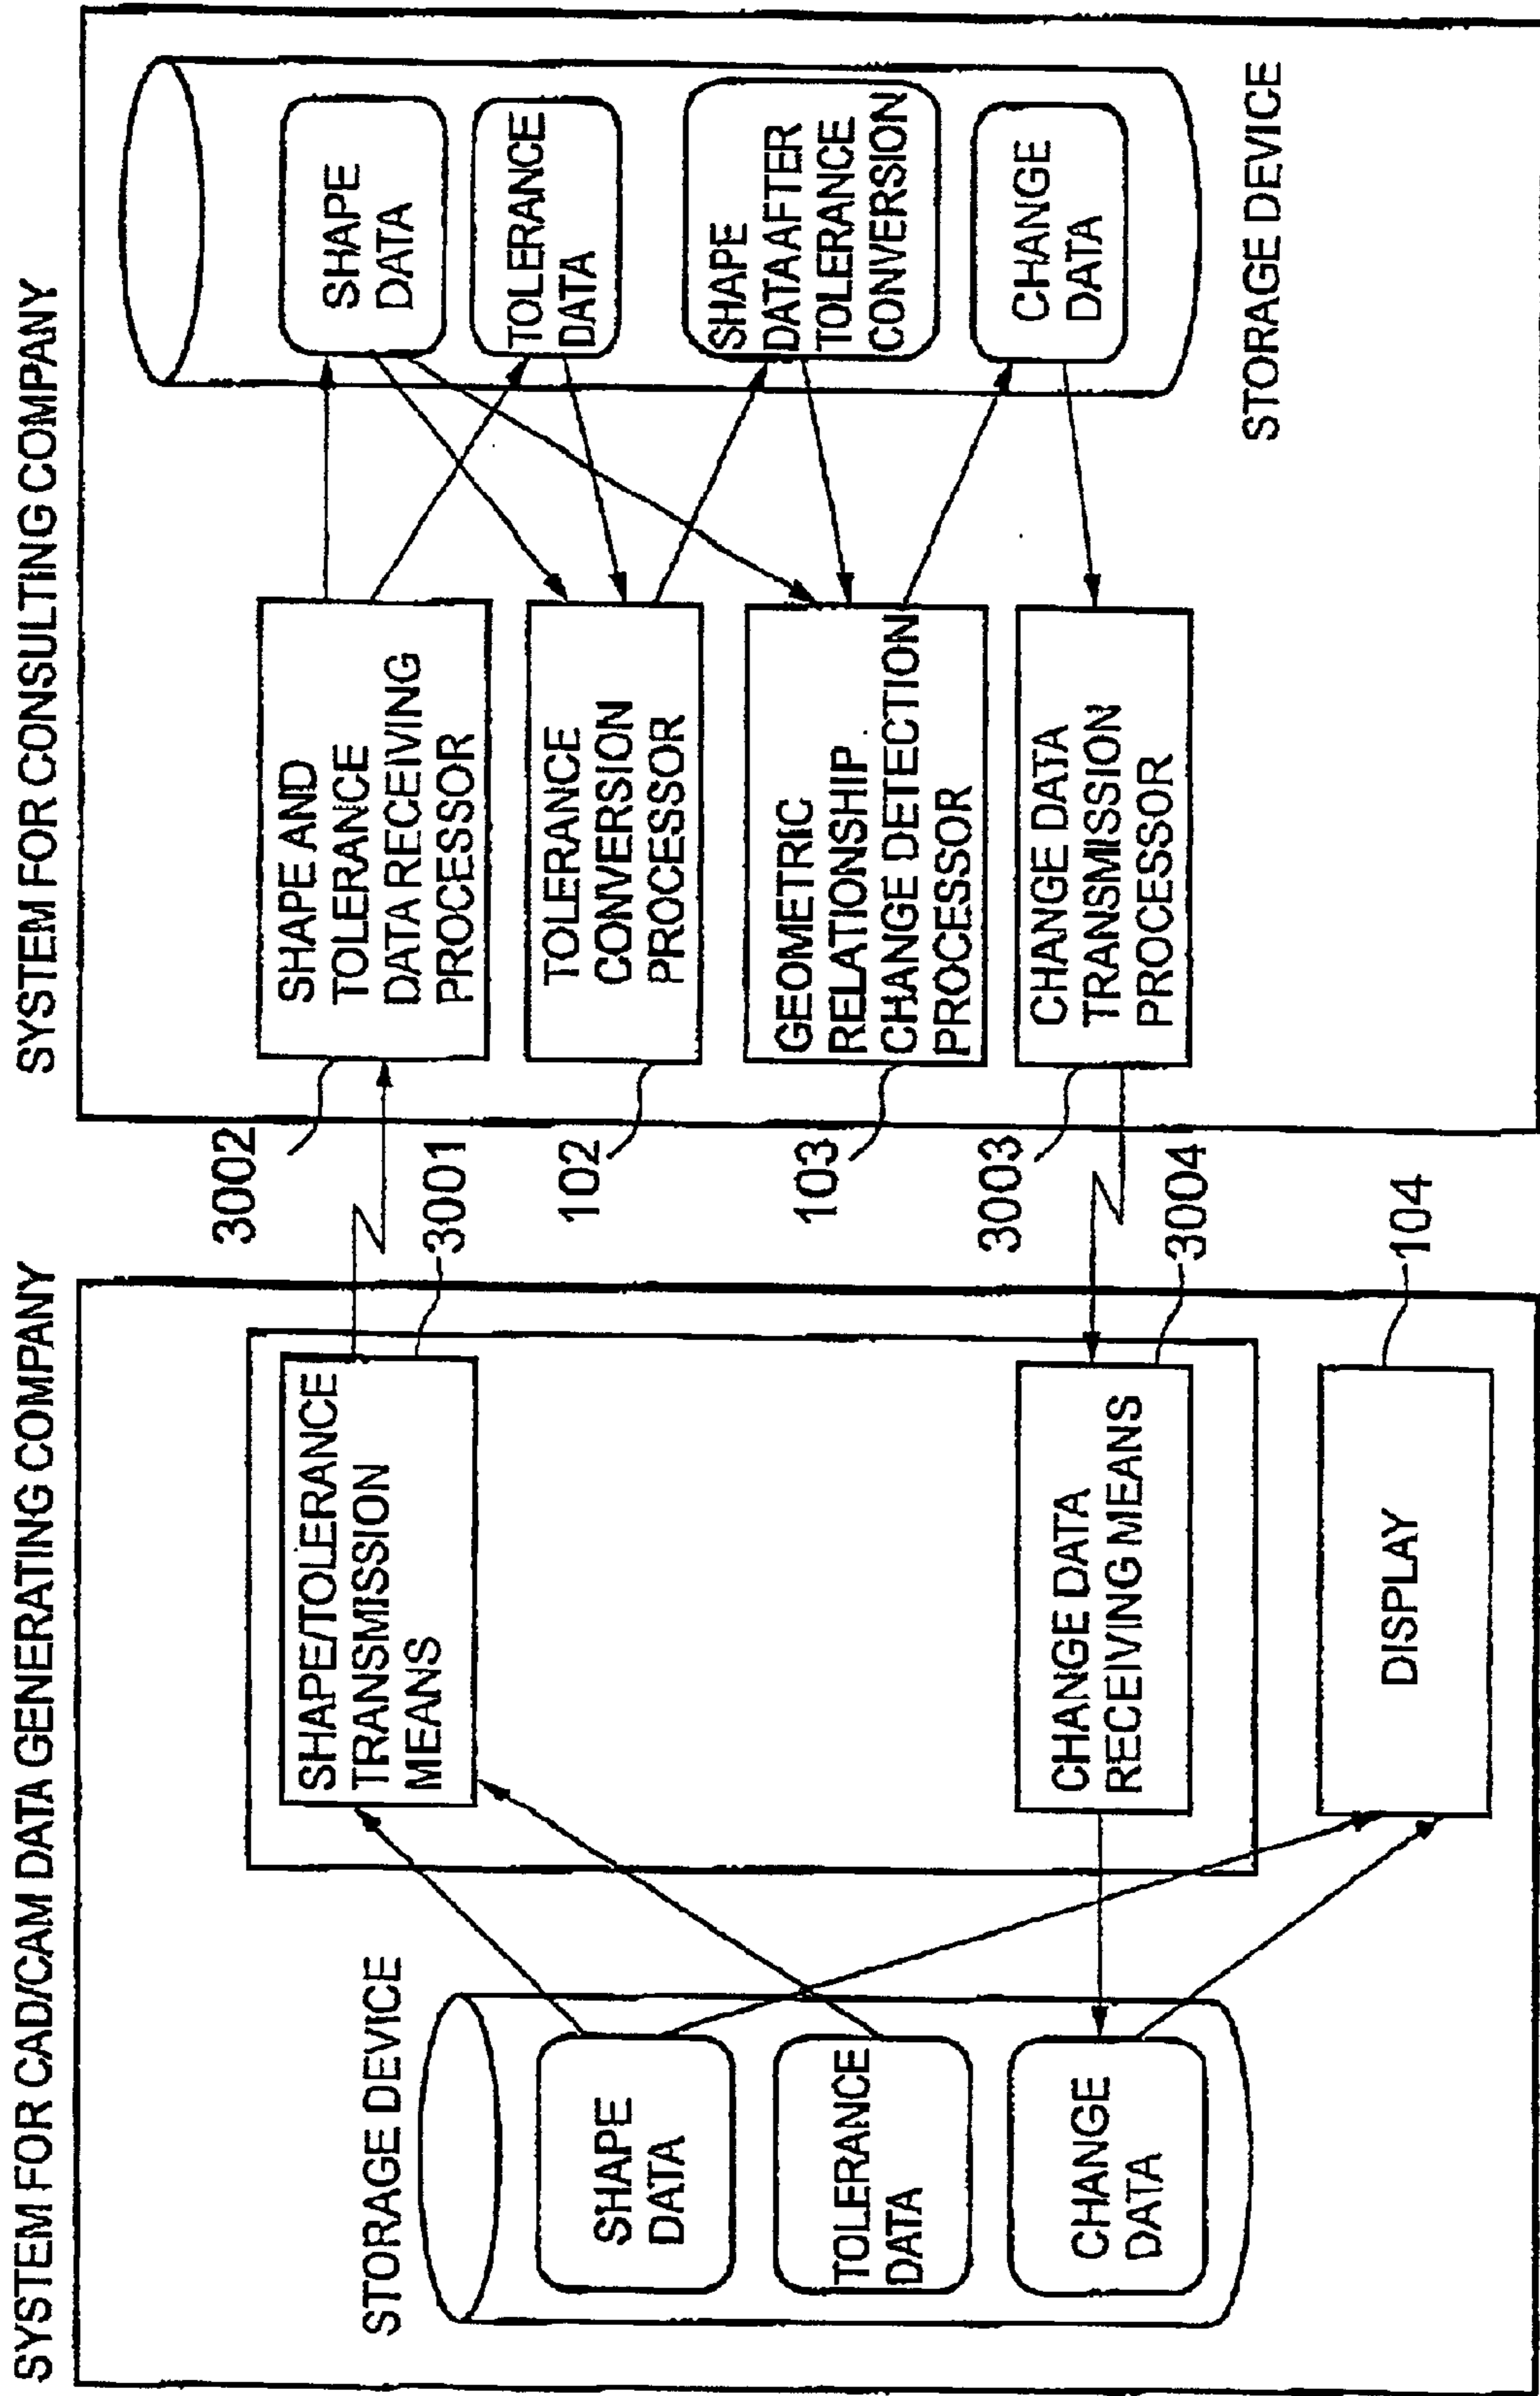 SYSTEM FOR CAD/CAM DATA GENERATING COMPANY
STORAGE DEVICE
SHAPE
DATA
TOLERANCE
DATA
CHANGE
DATA
SHAPE/TOLERANCE
TRANSMISSION
MEANS
CHANGE DATA
RECEIVING MEANS
DISPLAY
3001
3004
104
SYSTEM FOR CONSULTING COMPANY
3002
102
103
3003
SHAPE AND
TOLERANCE
DATA RECEIVING
PROCESSOR
TOLERANCE
CONVERSION
PROCESSOR
GEOMETRIC
RELATIONSHIP
CHANGE DETECTION
PROCESSOR
CHANGE DATA
TRANSMISSION
PROCESSOR
SHAPE
DATA
TOLERANCE
DATA
SHAPE
DATAAFTER
TOLERANCE
CONVERSION
CHANGE
DATA
STORAGE DEVICE